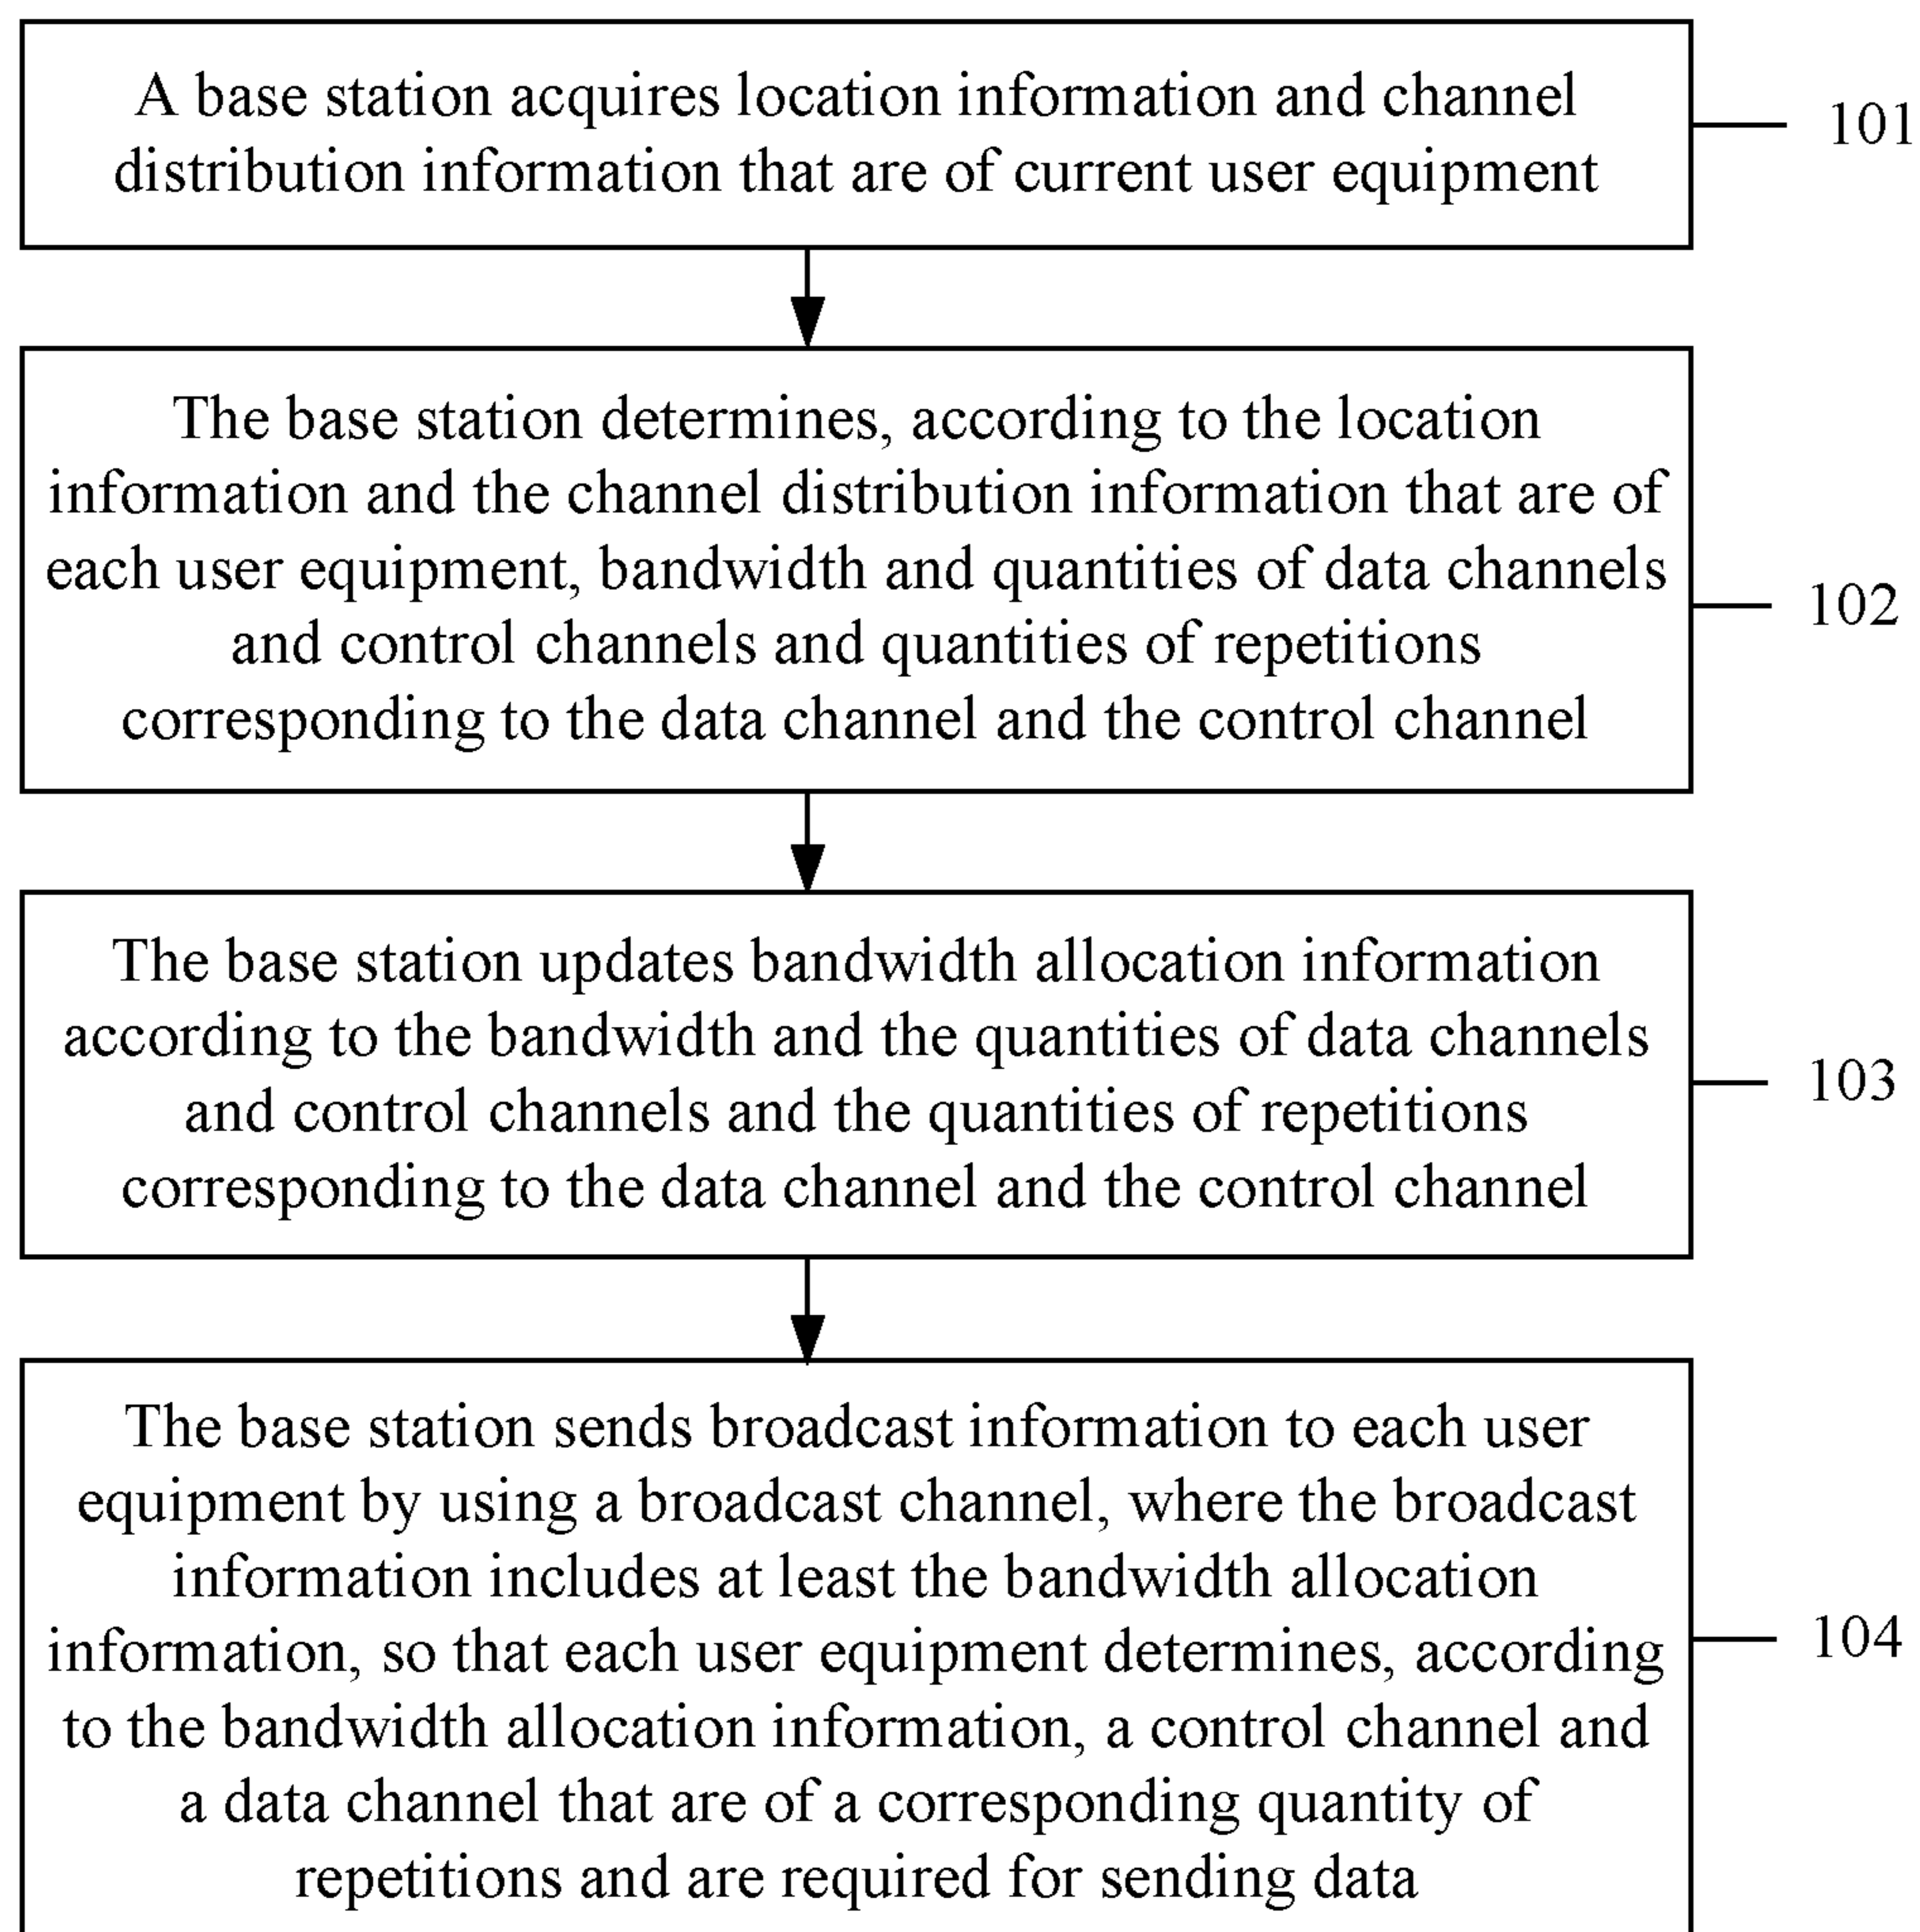 A base station acquires location information and channel
distribution information that are of current user equipment
101
The base station determines, according to the location
information and the channel distribution information that are of
each user equipment, bandwidth and quantities of data channels
and control channels and quantities of repetitions
corresponding to the data channel and the control channel
102
The base station updates bandwidth allocation information
according to the bandwidth and the quantities of data channels
and control channels and the quantities of repetitions
corresponding to the data channel and the control channel
103
The base station sends broadcast information to each user
equipment by using a broadcast channel, where the broadcast
information includes at least the bandwidth allocation
information, so that each user equipment determines, according
to the bandwidth allocation information, a control channel and
a data channel that are of a corresponding quantity of
repetitions and are required for sending data
104